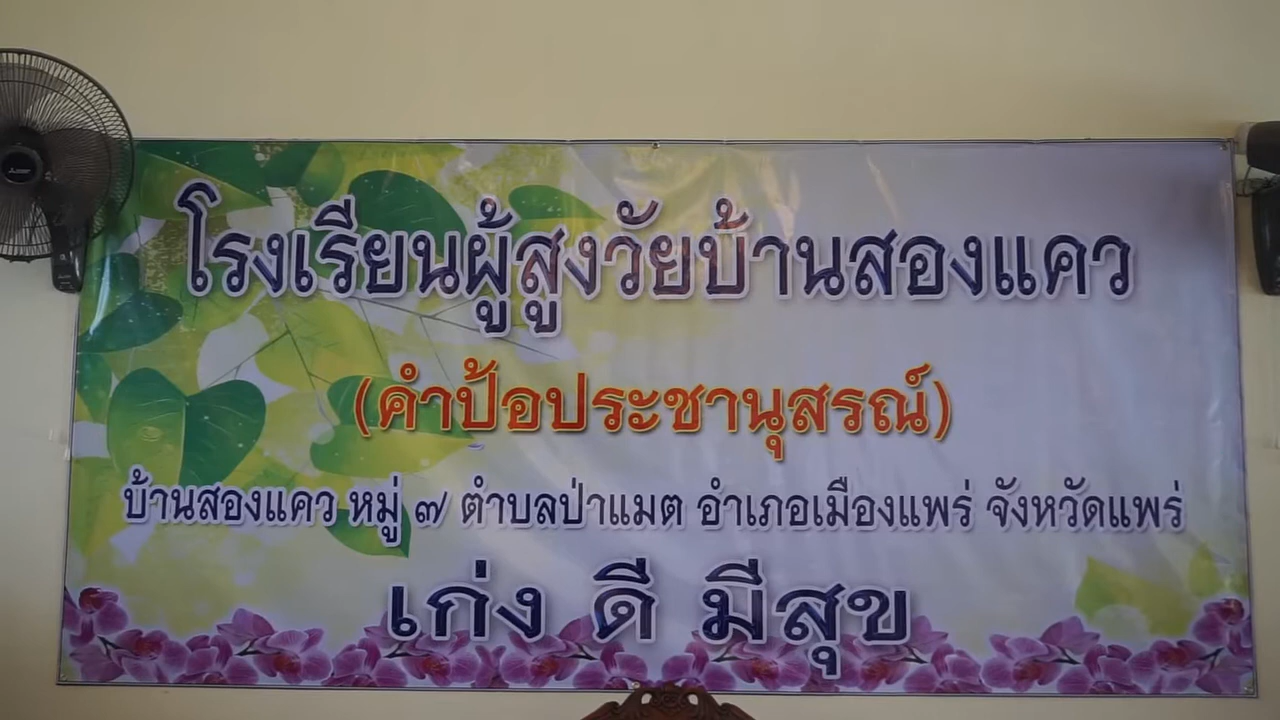 โรงเรียนผู้สูงวัยบ้านสองแคว
(คำป้อประชานุสรณ์)
บ้านสองแคว หมู่ ๗ ตำบลป่าแมต อำเภอเมืองแพร่ จังหวัดแพร่
เก่ง ดี มีสุข